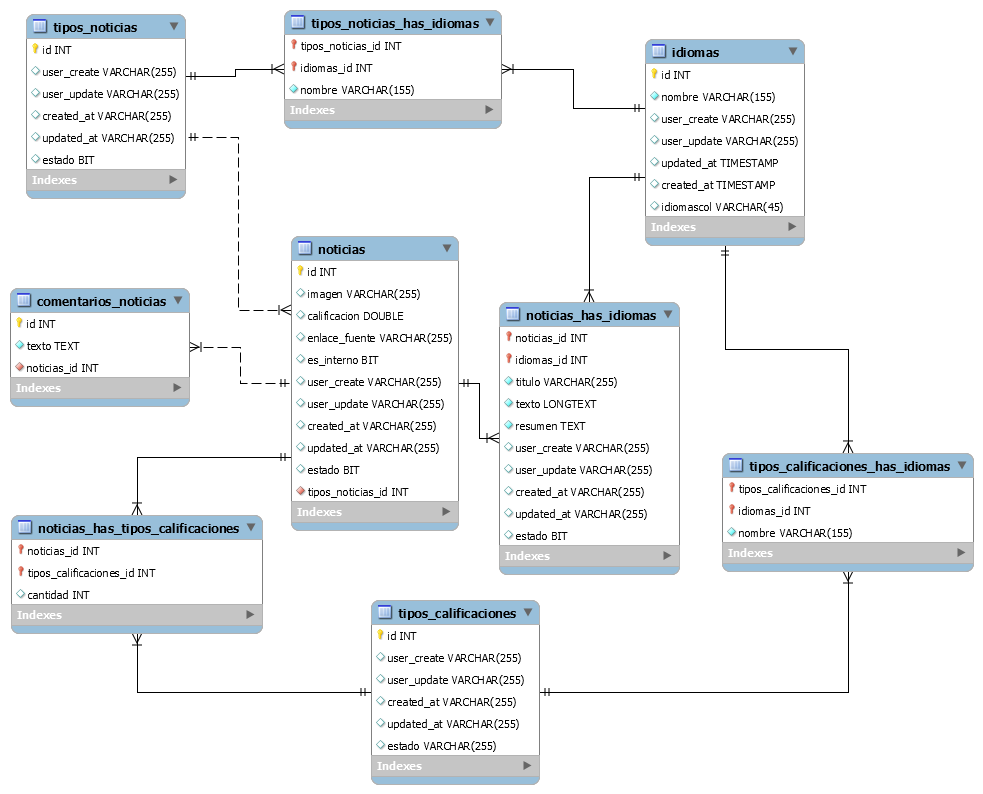 tipos_noticias
id INT
user_create VARCHAR(255)
user_update VARCHAR(255)
created_at VARCHAR(255)
updated_at VARCHAR(255)
estado BIT
Indexes
tipos_noticias_has_idiomas
tipos_noticias_id INT
idiomas_id INT
nombre VARCHAR(155)
Indexes
idiomas
id INT
nombre VARCHAR(155)
user_create VARCHAR(255)
user_update VARCHAR(255)
updated_at TIMESTAMP
created_at TIMESTAMP
idiomascol VARCHAR(45)
Indexes
comentarios_noticias
id INT
texto TEXT
noticias_id INT
Indexes
noticias
id INT
imagen VARCHAR(255)
calificacion DOUBLE
enlace_fuente VARCHAR(255)
es_interno BIT
user_create VARCHAR(255)
user_update VARCHAR(255)
created_at VARCHAR(255)
updated_at VARCHAR(255)
estado BIT
tipos_noticias_id INT
Indexes
noticias_has_idiomas
noticias_id INT
idiomas_id INT
titulo VARCHAR(255)
texto LONGTEXT
resumen TEXT
user_create VARCHAR(255)
user_update VARCHAR(255)
created_at VARCHAR(255)
updated_at VARCHAR(255)
estado BIT
Indexes
tipos_calificaciones_has_idiomas
tipos_calificaciones_id INT
idiomas_id INT
nombre VARCHAR(155)
Indexes
noticias_has_tipos_calificaciones
noticias_id INT
tipos_calificaciones_id INT
cantidad INT
Indexes
tipos_calificaciones
id INT
user_create VARCHAR(255)
user_update VARCHAR(255)
created_at VARCHAR(255)
updated_at VARCHAR(255)
estado VARCHAR(255)
Indexes